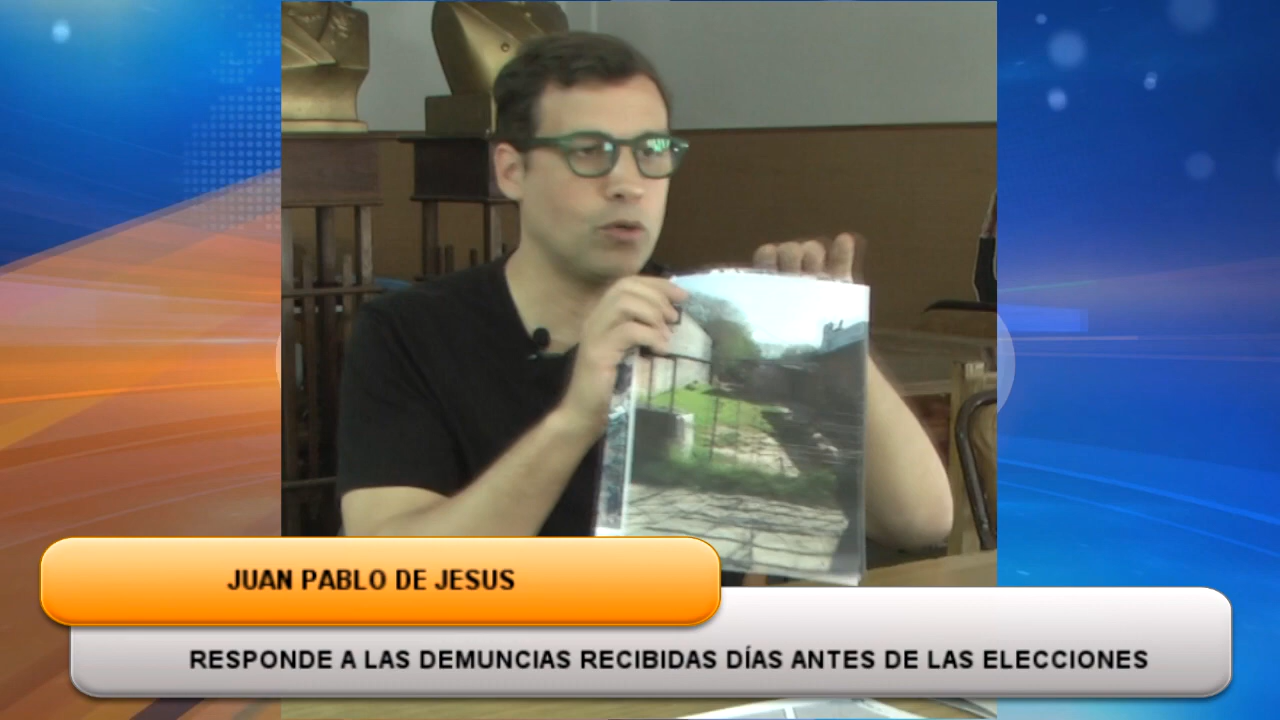 JUAN PABLO DE JESUS
RESPONDE A LAS DEMUNCIAS RECIBIDAS DÍAS ANTES DE LAS ELECCIONES